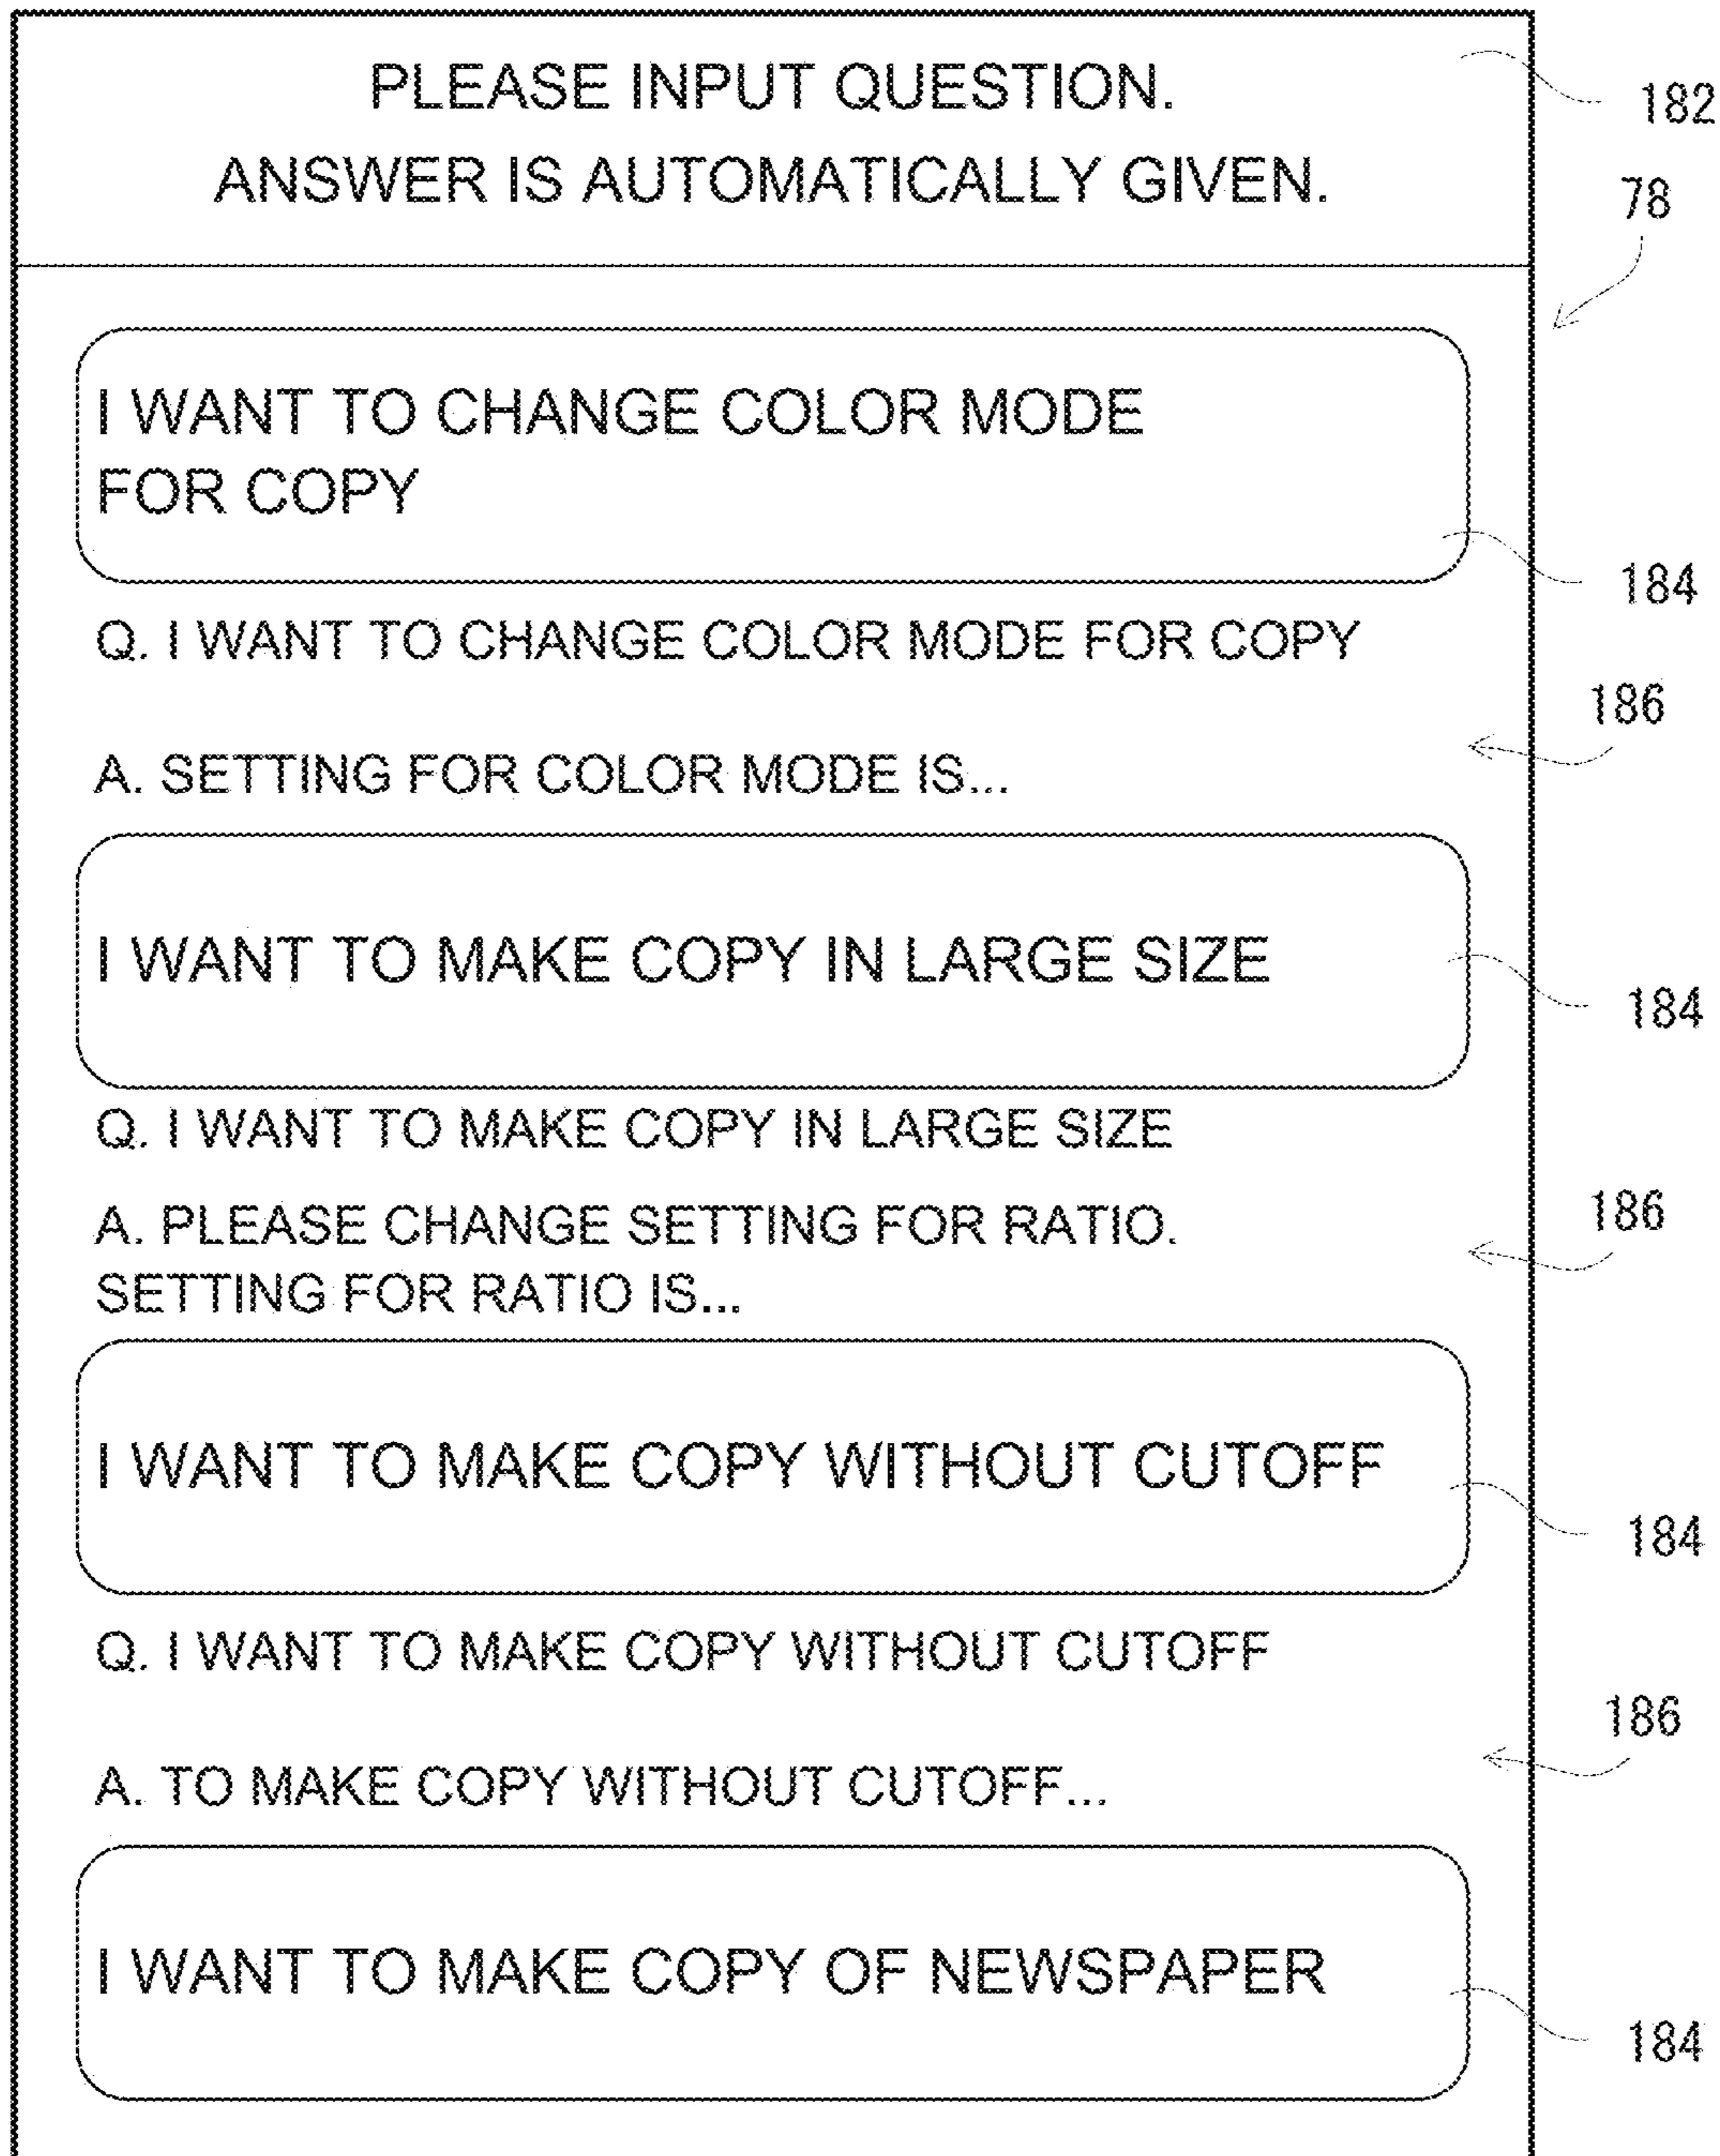 PLEASE INPUT QUESTION.
ANSWER IS AUTOMATICALLY GIVEN.
182
78
I WANT TO CHANGE COLOR MODE
FOR COPY
184
Q. I WANT TO CHANGE COLOR MODE FOR COPY
186
A. SETTING FOR COLOR MODE IS...
I WANT TO MAKE COPY IN LARGE SIZE
184
Q. I WANT TO MAKE COPY IN LARGE SIZE
186
A. PLEASE CHANGE SETTING FOR RATIO.
SETTING FOR RATIO IS...
I WANT TO MAKE COPY WITHOUT CUTOFF
184
Q. I WANT TO MAKE COPY WITHOUT CUTOFF
186
A. TO MAKE COPY WITHOUT CUTOFF...
I WANT TO MAKE COPY OF NEWSPAPER
184